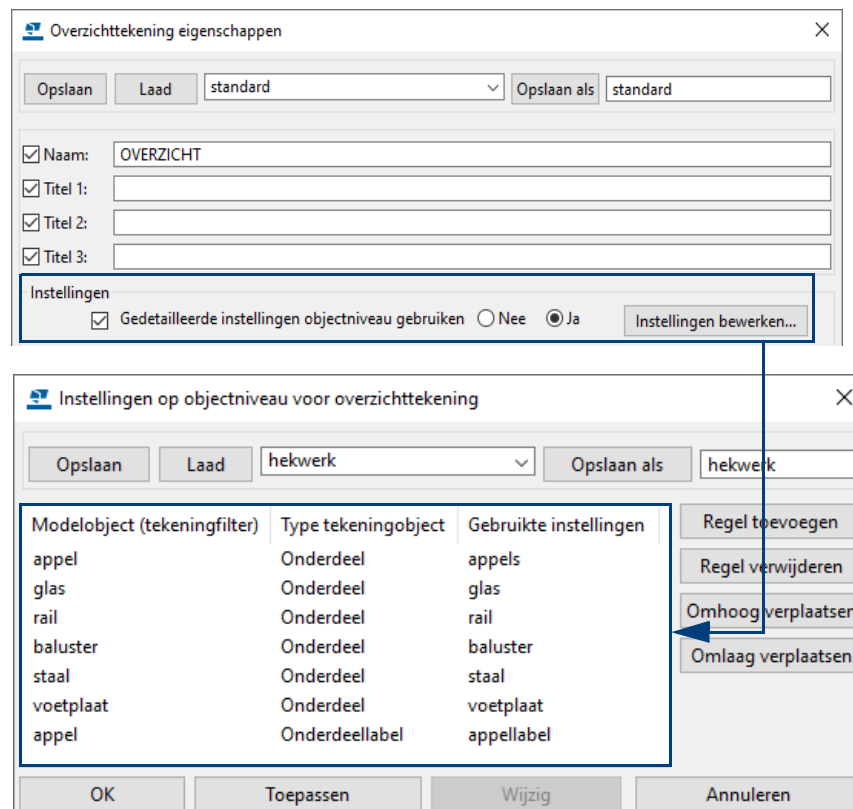 Overzichttekening eigenschappen
Opslaan Laad standard Opslaan als standard
Naam: OVERZICHT
Titel 1:
Titel 2:
Titel 3:
Instellingen
Gedetailleerde instellingen objectniveau gebruiken Nee Ja Instellingen bewerken...
Instellingen op objectniveau voor overzichttekening
Opslaan Laad hekwerk Opslaan als hekwerk
Modelobject (tekeningfilter) Type tekeningobject Gebruikte instellingen Regel toevoegen
appel Onderdeel appels
glas Onderdeel glas Regel verwijderen
rail Onderdeel rail Omhoog verplaatsen
baluster Onderdeel baluster Omlaag verplaatsen
staal Onderdeel staal
voetplaat Onderdeel voetplaat
appel Onderdeellabel appellabel
OK Toepassen Wijzig Annuleren